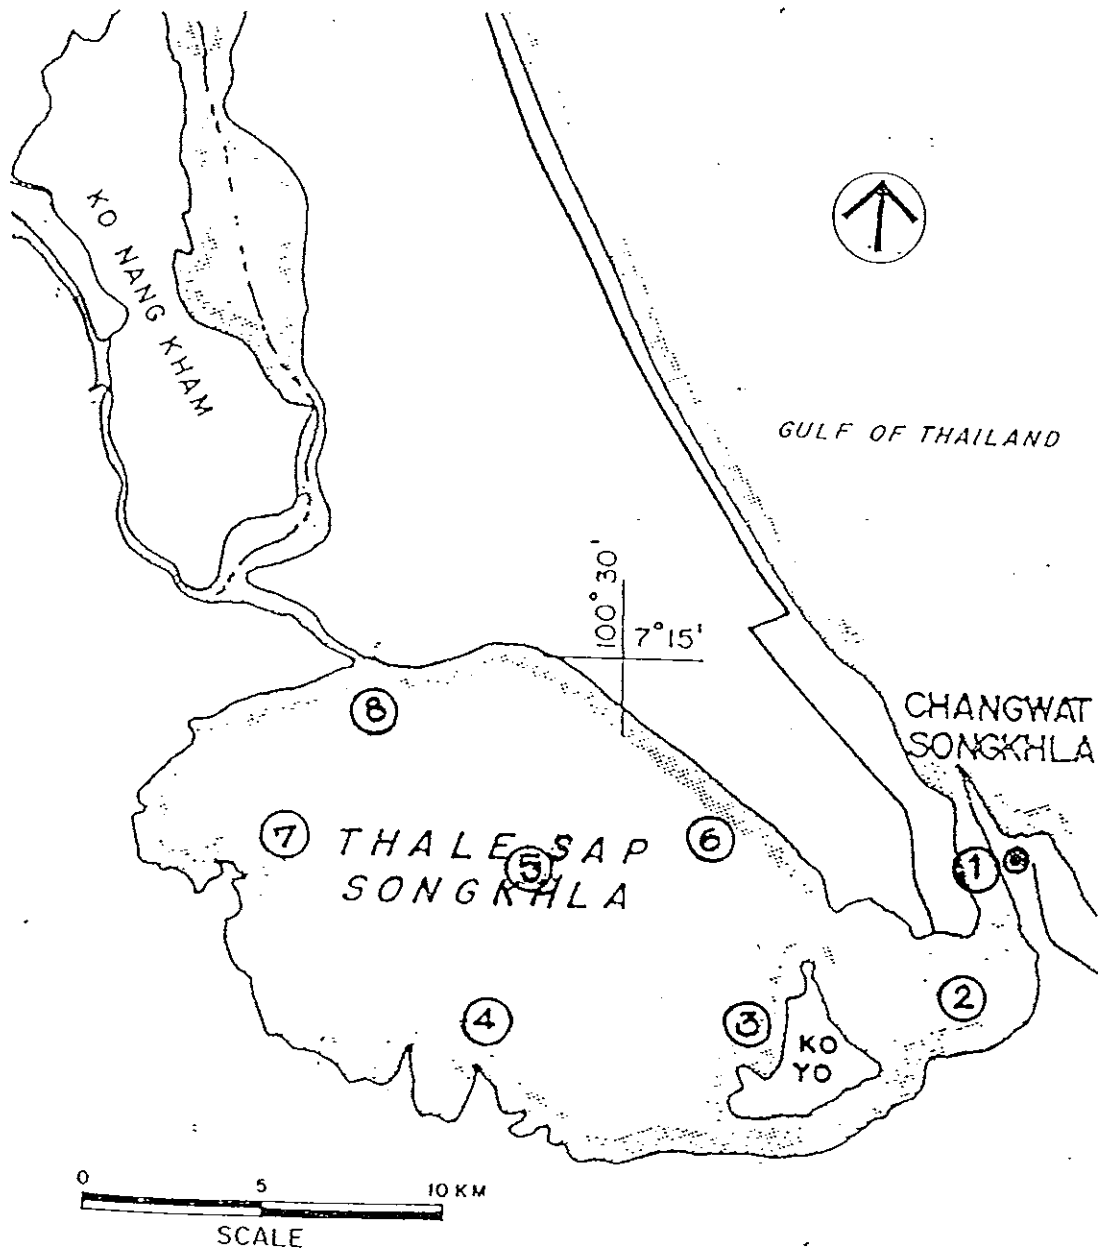 KO NANG KHAM
GULF OF THAILAND
100° 30'
7° 15'
CHANGWAT
SONGKHLA
8
7
THALE SAP
SONGKHLA
5
6
1
4
3
2
KO
YO
0 5 10 KM
SCALE